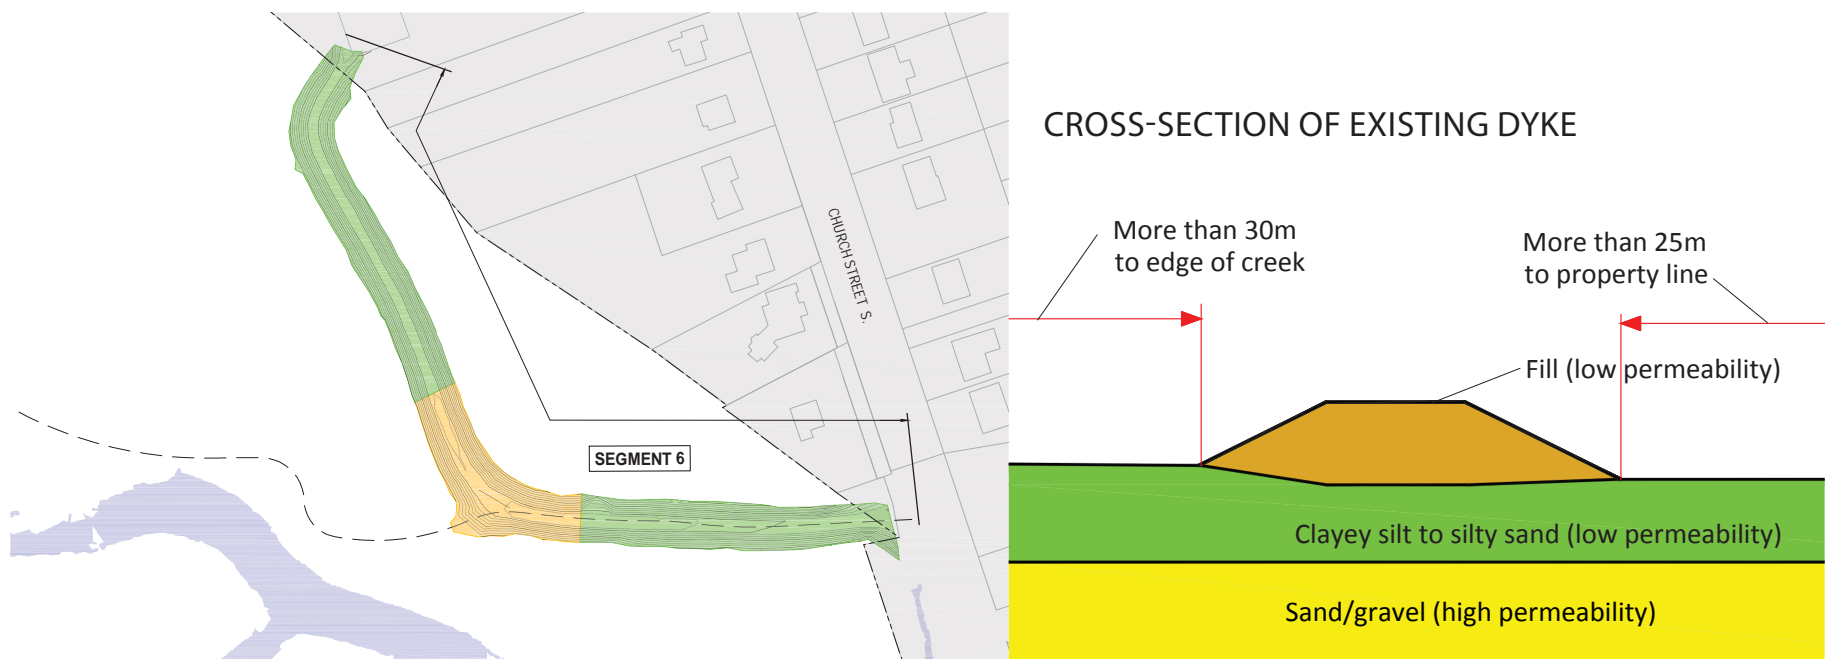 CHURCH STREET S.
SEGMENT 6
CROSS-SECTION OF EXISTING DYKE
More than 30m
to edge of creek
More than 25m
to property line
Fill (low permeability)
Clayey silt to silty sand (low permeability)
Sand/gravel (high permeability)